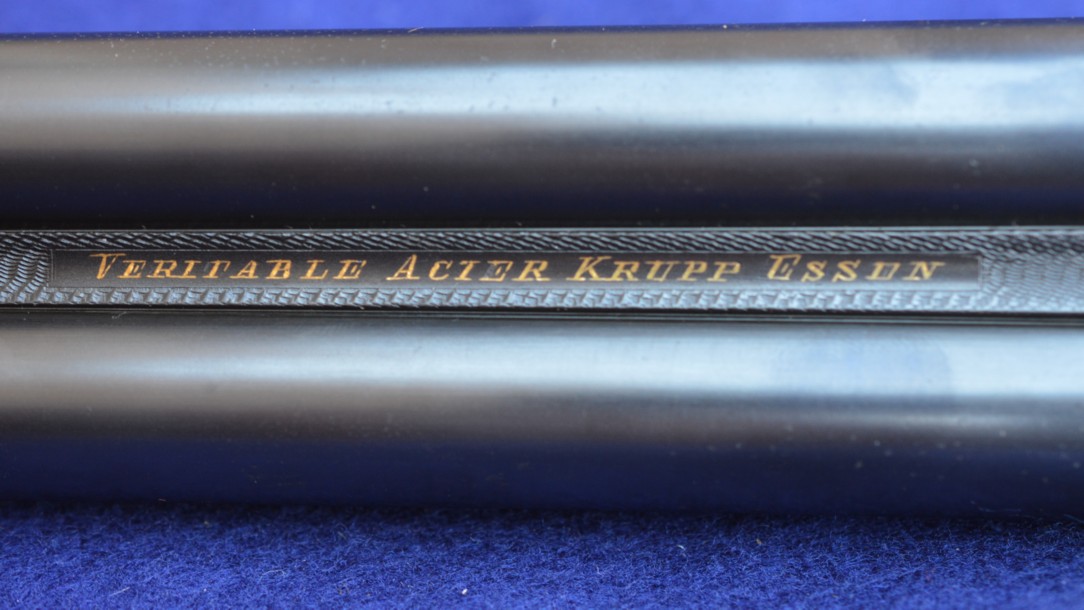 VERITABLE ACIER KRUPP ESSEN